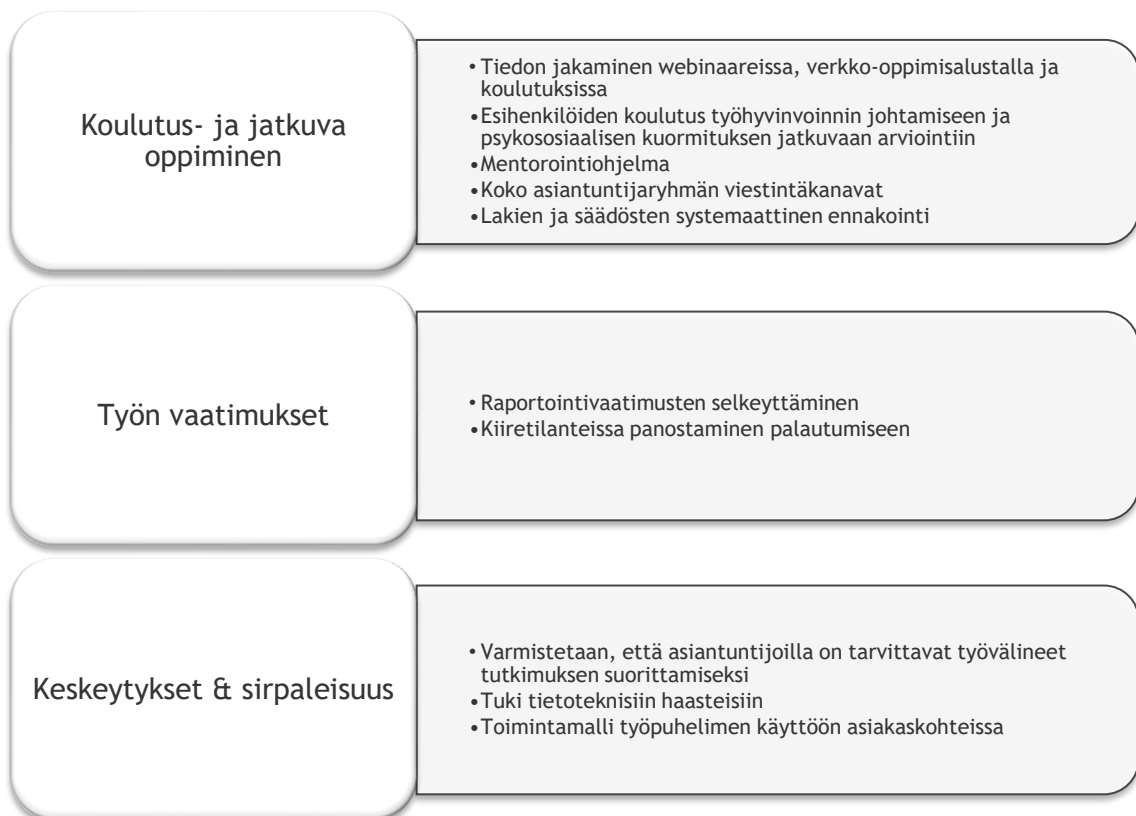 Koulutus- ja jatkuva
oppiminen
• Tiedon jakaminen webinaareissa, verkko-oppimisalustalla ja
koulutuksissa
•Esihenkilöiden koulutus työhyvinvoinnin johtamiseen ja
psykososiaalisen kuormituksen jatkuvaan arviointiin
•Mentorointiohjelma
•Koko asiantuntijaryhmän viestintäkanavat
•Lakien ja säädösten systemaattinen ennakointi
Työn vaatimukset
• Raportointivaatimusten selkeyttäminen
•Kiiretilanteissa panostaminen palautumiseen
Keskeytykset & sirpaleisuus
• Varmistetaan, että asiantuntijoilla on tarvittavat työvälineet
tutkimuksen suorittamiseksi
•Tuki tietoteknisiin haasteisiin
•Toimintamalli työpuhelimen käyttöön asiakaskohteissa